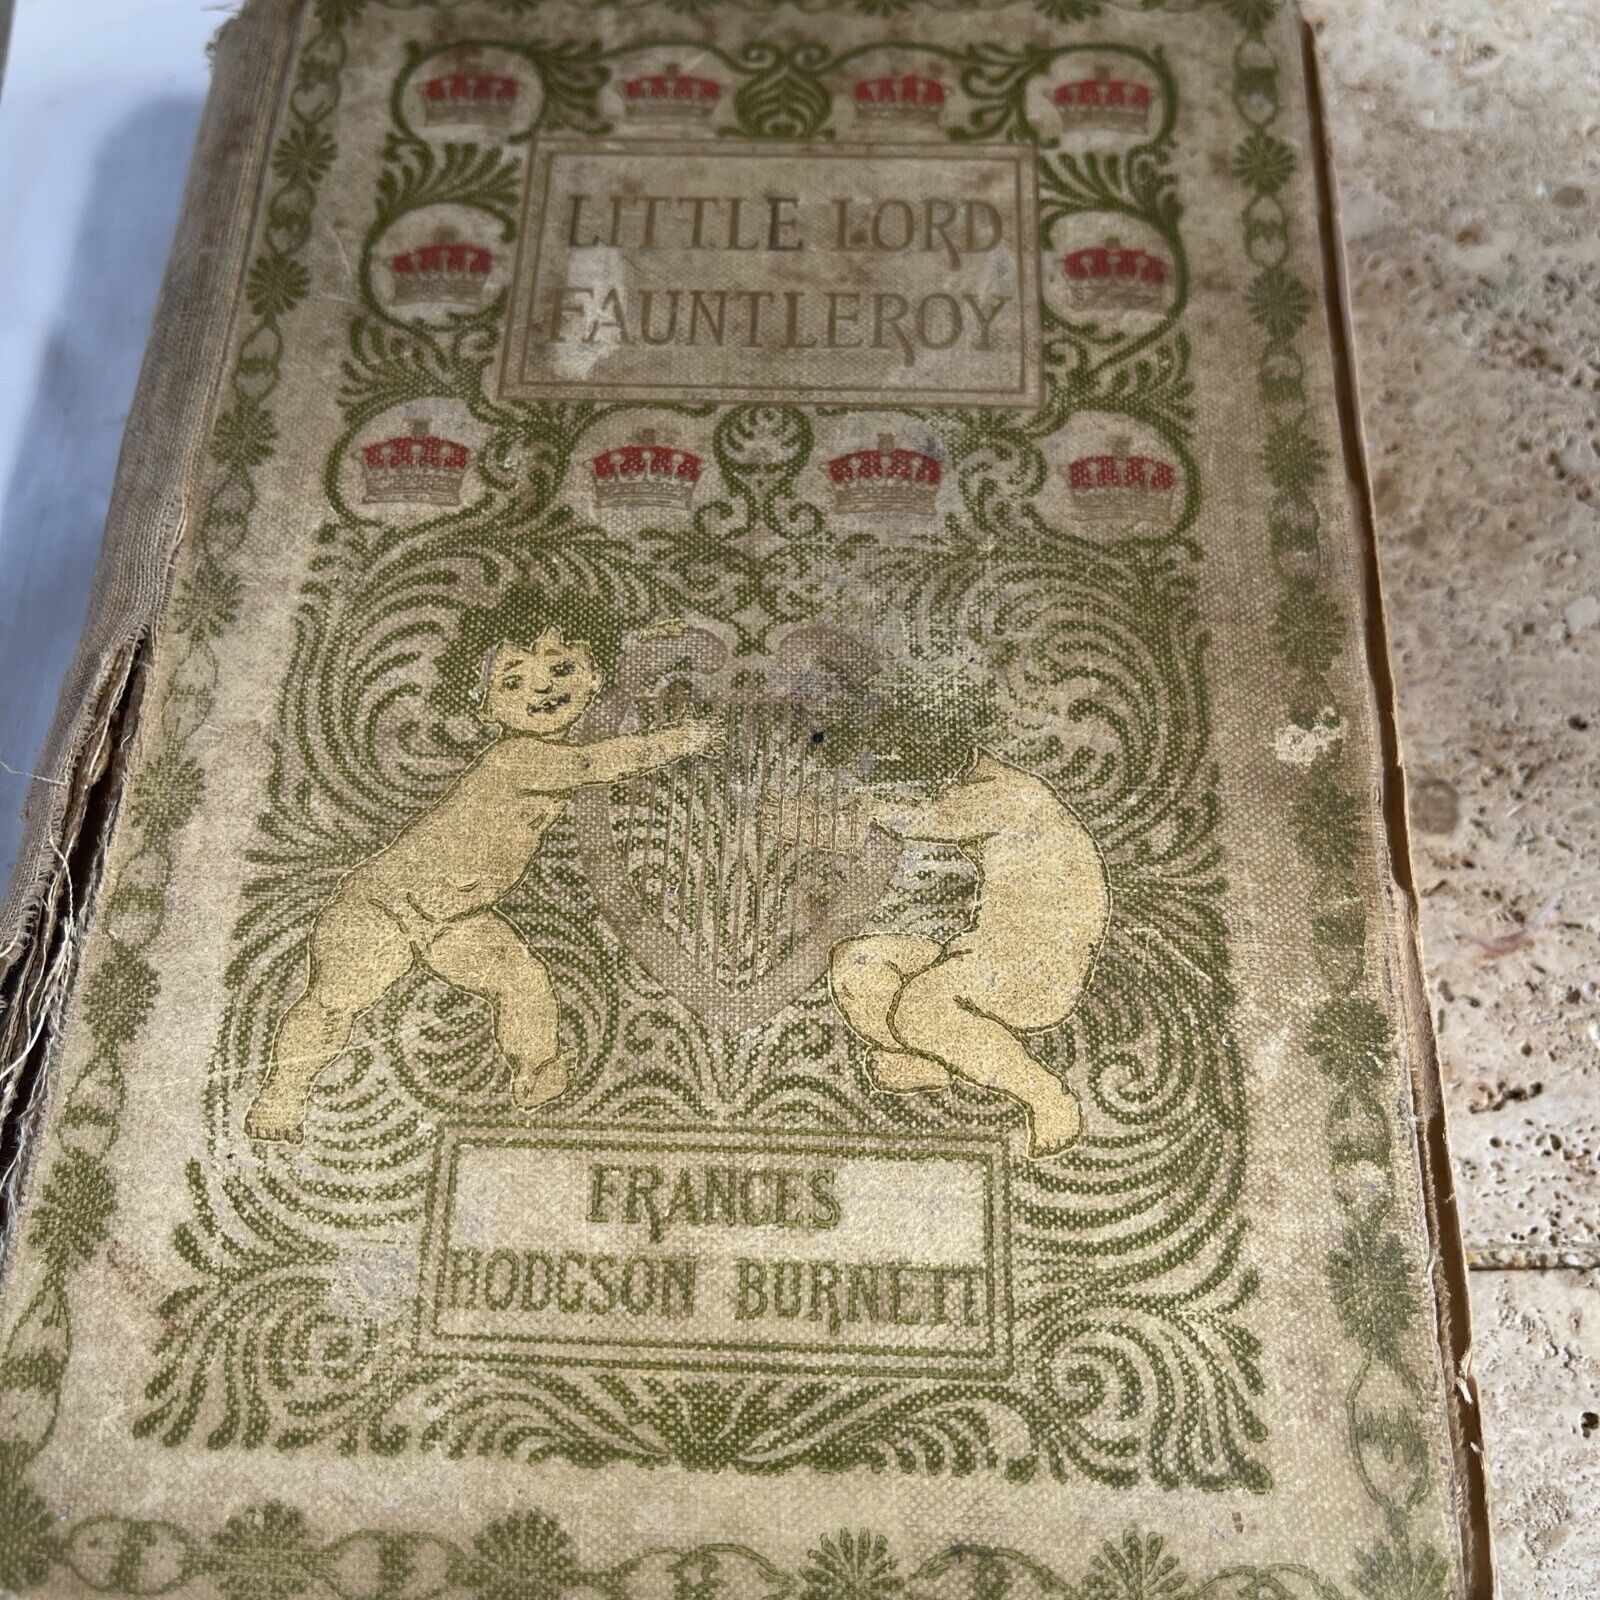 LITTLE LORD
FAUNTLEROY
FRANCES
HODGSON BURNETT